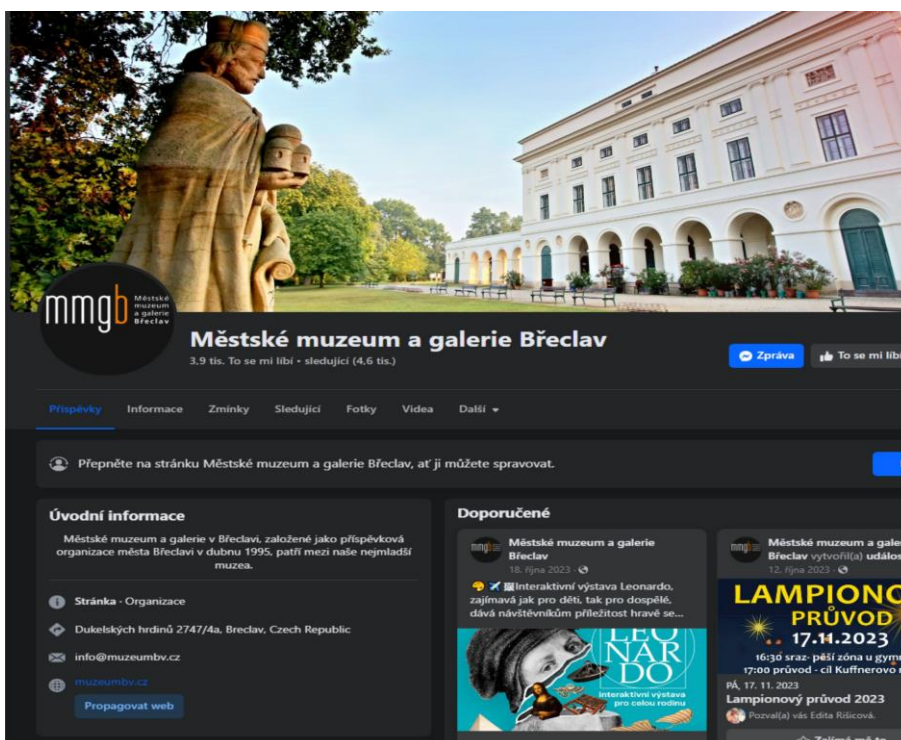 mmgb Městské
muzeum
a galerie
Břeclav
Městské muzeum a galerie Břeclav
3,9 tis. To se mi líbí • sledující (4,6 tis.)
Zpráva
To se mi líbí
Příspěvky Informace Zmínky Sledující Fotky Videa Další
Přepněte na stránku Městské muzeum a galerie Břeclav, ať ji můžete spravovat.
Úvodní informace
Městské muzeum a galerie v Břeclavi, založené jako příspěvková
organizace města Břeclavi v dubnu 1995, patří mezi naše nejmladší
muzea.
Stránka · Organizace
Dukelských hrdinů 2747/4a, Breclav, Czech Republic
info@muzeumbv.cz
muzeumbv.cz
Propagovat web
Doporučené
Městské muzeum a galerie
Břeclav
18. října 2023
Interaktivní výstava Leonardo,
zajímavá jak pro děti, tak pro dospělé,
dává návštěvníkům příležitost hravé se...
LEO
NAR
DO
interaktivní výstava
pro celou rodinu
Městské muzeum a gale
Břeclav vytvořil(a) událos
12. října 2023
LAMPIONO
PRŮVOD
17.11.2023
16:30 sraz- pěší zóna u gym
17:00 průvod - cíl Kuffnerovo
PÁ, 17. 11. 2023
Lampionový průvod 2023
Pozval(a) vás Edita Říšicová.
Zajímá mě to